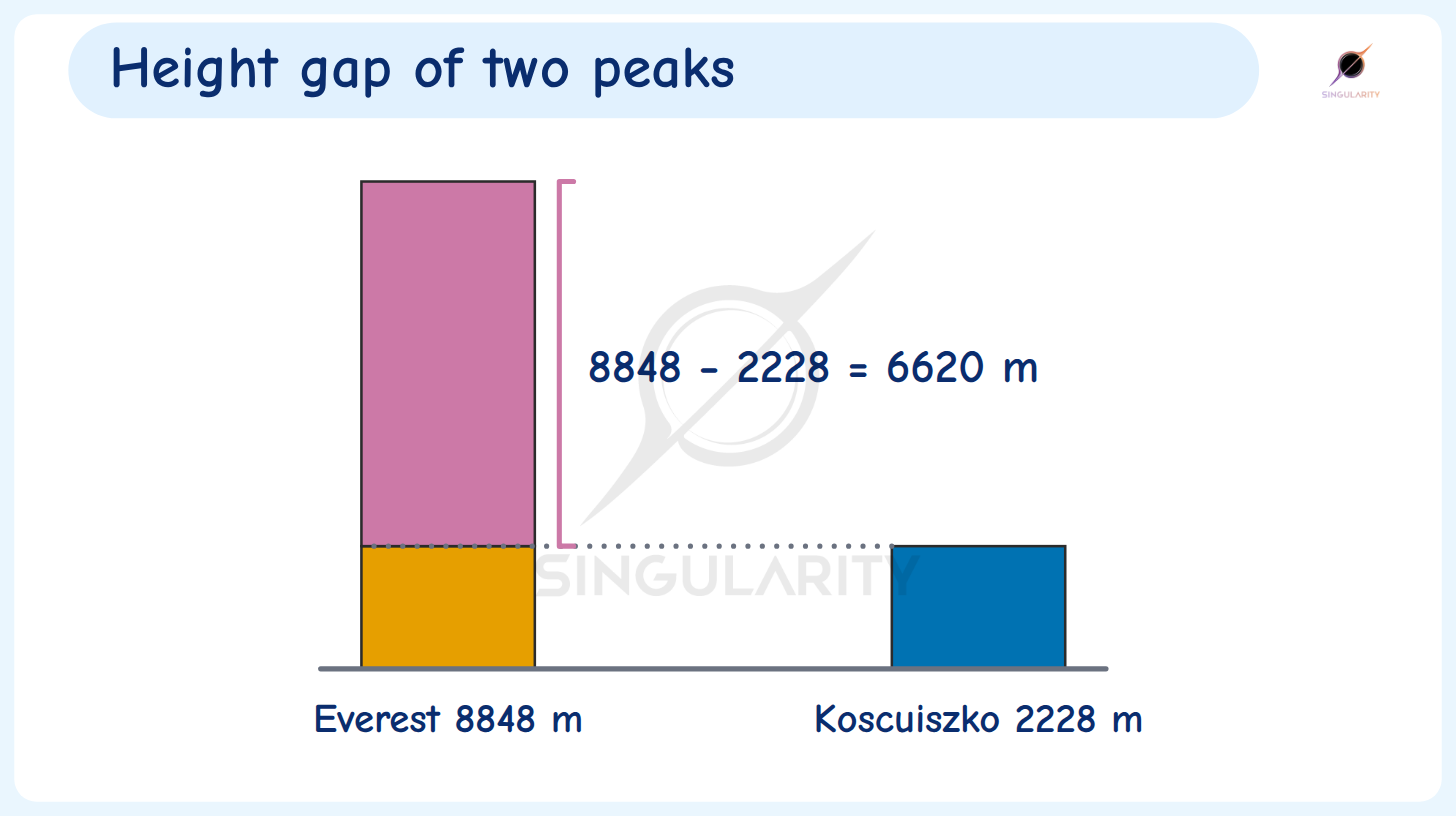 Height gap of two peaks
SINGULARITY
8848 - 2228 = 6620 m
SINGULARITY
Everest 8848 m
Koscuiszko 2228 m